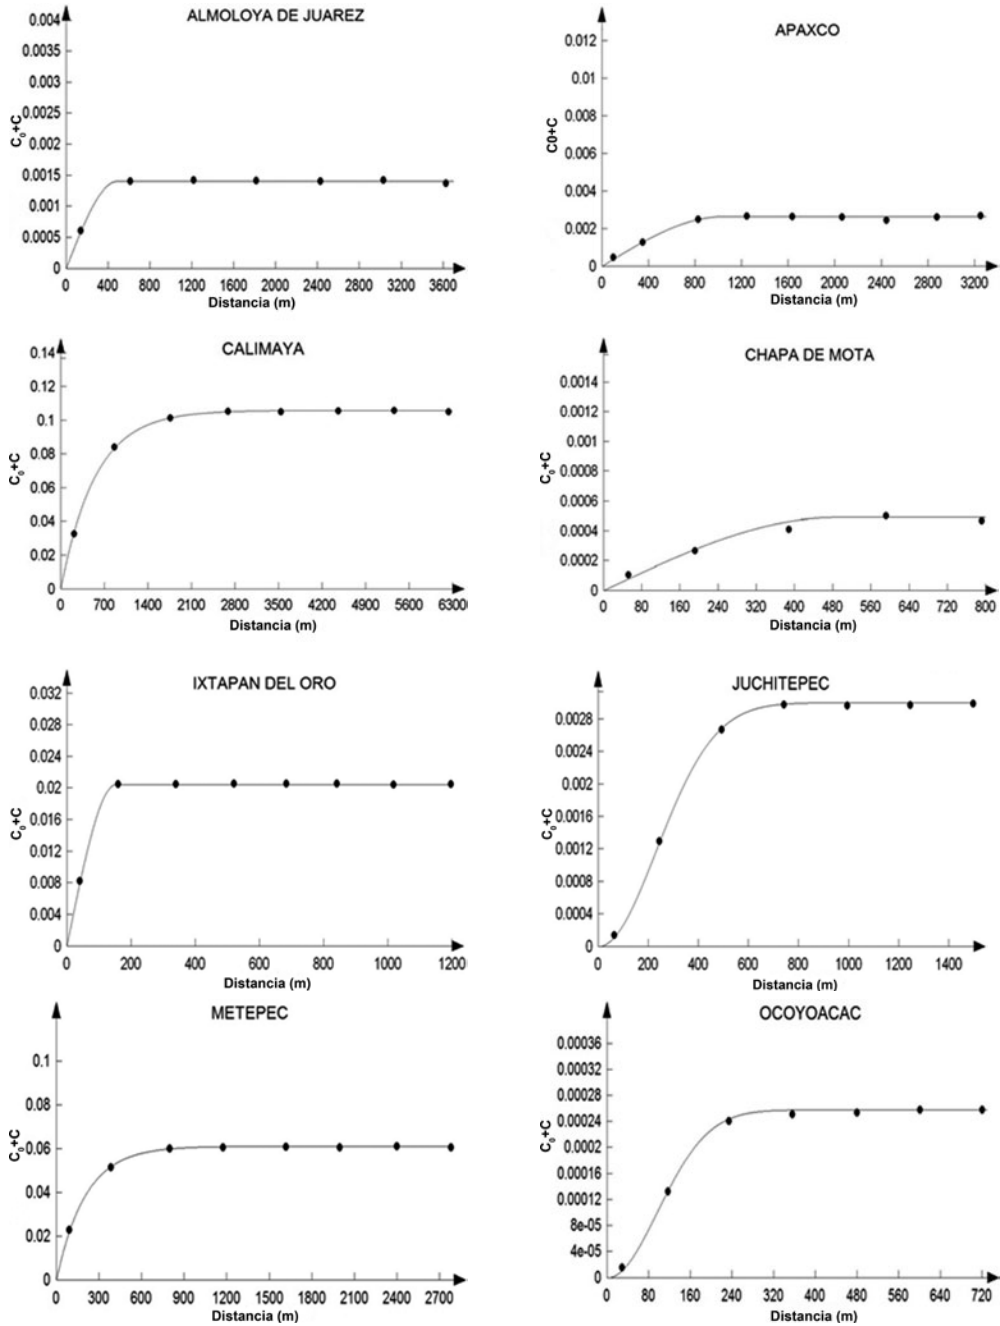 ALMOLOYA DE JUAREZ
0.004
0.0035
0.003
0.0025
0.002
0.0015
0.001
0.0005
0
C₀+C
0 400 800 1200 1600 2000 2400 2800 3200 3600
Distancia (m)
APAXCO
0.012
0.01
0.008
0.006
0.004
0.002
0
C0+C
0 400 800 1200 1600 2000 2400 2800 3200
Distancia (m)
CALIMAYA
0.14
0.12
0.1
0.08
0.06
0.04
0.02
0
C₀+C
0 700 1400 2100 2800 3500 4200 4900 5600 6300
Distancia (m)
CHAPA DE MOTA
0.0014
0.0012
0.001
0.0008
0.0006
0.0004
0.0002
0
C₀+C
0 80 160 240 320 400 480 560 640 720 800
Distancia (m)
IXTAPAN DEL ORO
0.032
0.028
0.024
0.02
0.016
0.012
0.008
0.004
0
C₀+C
0 200 400 600 800 1000 1200
Distancia (m)
JUCHITEPEC
0.0028
0.0024
0.002
0.0016
0.0012
0.0008
0.0004
0
C₀+C
0 200 400 600 800 1000 1200 1400
Distancia (m)
METEPEC
0.1
0.08
0.06
0.04
0.02
0
C₀+C
0 300 600 900 1200 1500 1800 2100 2400 2700
Distancia (m)
OCOYOACAC
0.00036
0.00032
0.00028
0.00024
0.0002
0.00016
0.00012
8e-05
4e-05
0
C₀+C
0 80 160 240 320 400 480 560 640 720
Distancia (m)